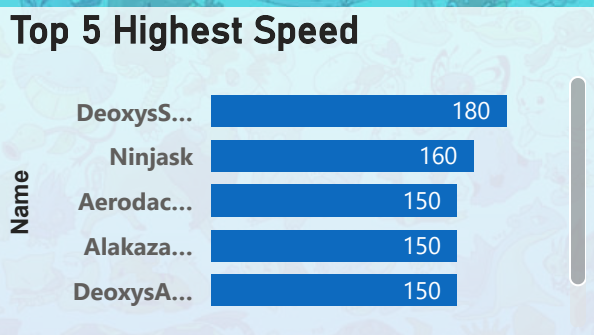 Top 5 Highest Speed
Name
DeoxysS... 180
Ninjask 160
Aerodac... 150
Alakaza... 150
DeoxysA... 150